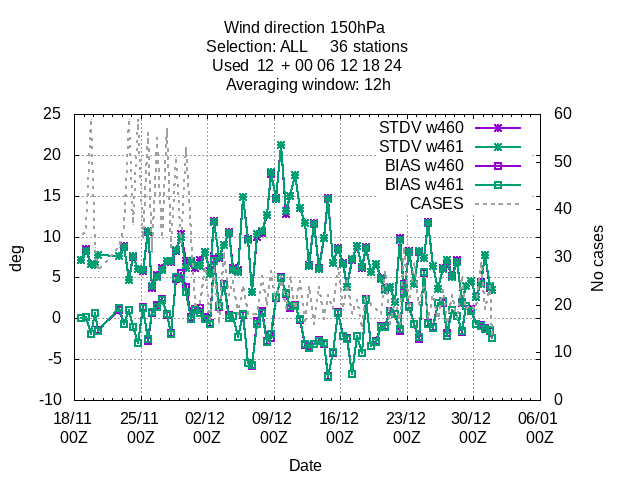 Wind direction 150hPa
Selection: ALL 36 stations
Used 12 + 00 06 12 18 24
Averaging window: 12h
STDV w460
STDV w461
BIAS w460
BIAS w461
CASES
25
20
15
10
5
0
-5
-10
deg
60
50
40
30
20
10
0
No cases
18/11 25/11 02/12 09/12 16/12 23/12 30/12 06/01
00Z 00Z 00Z 00Z 00Z 00Z 00Z 00Z
Date